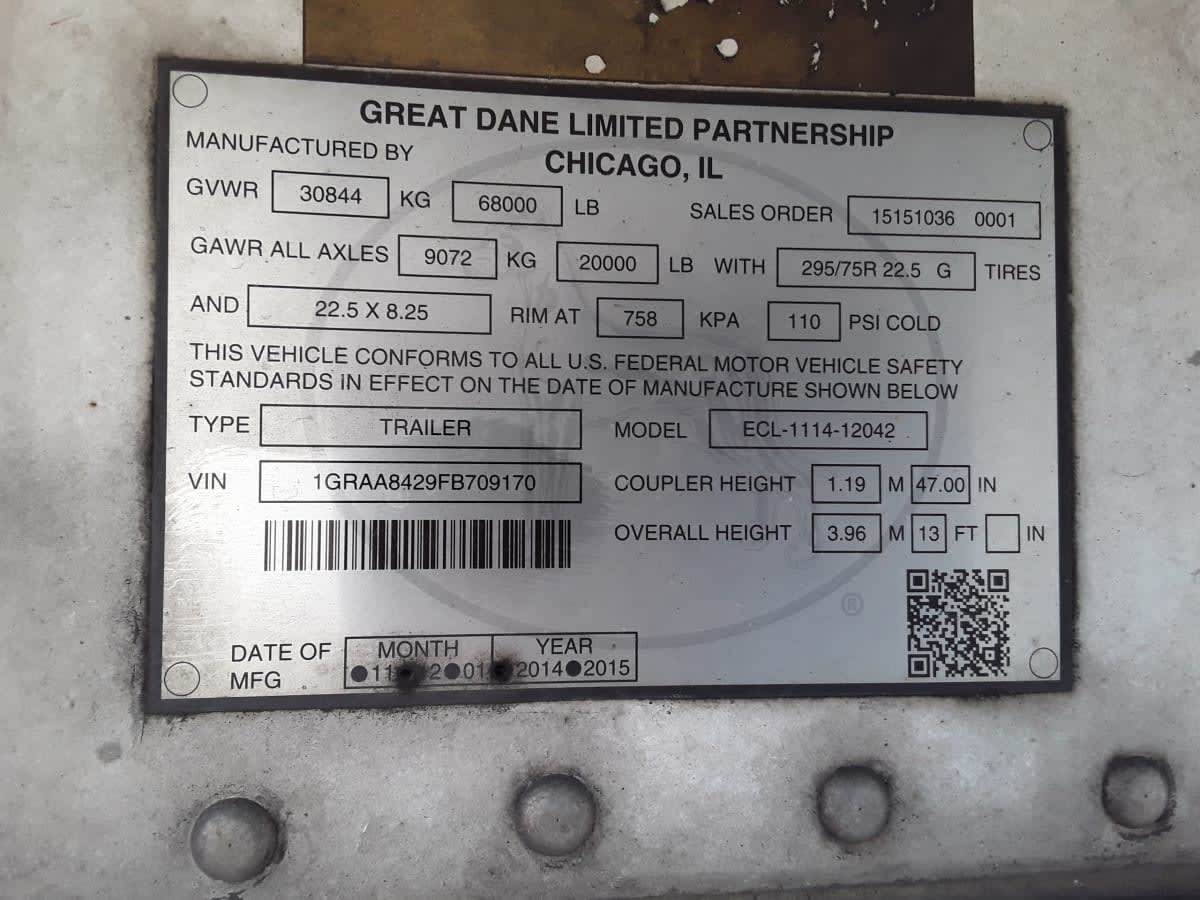 GREAT DANE LIMITED PARTNERSHIP
MANUFACTURED BY CHICAGO, IL
GVWR 30844 KG 68000 LB SALES ORDER 15151036 0001
GAWR ALL AXLES 9072 KG 20000 LB WITH 295/75R 22.5 G TIRES
AND 22.5 X 8.25 RIM AT 758 KPA 110 PSI COLD
THIS VEHICLE CONFORMS TO ALL U.S. FEDERAL MOTOR VEHICLE SAFETY
STANDARDS IN EFFECT ON THE DATE OF MANUFACTURE SHOWN BELOW
TYPE TRAILER MODEL ECL-1114-12042
VIN 1GRAA8429FB709170 COUPLER HEIGHT 1.19 M 47.00 IN
OVERALL HEIGHT 3.96 M 13 FT IN
®
DATE OF MFG MONTH YEAR
11 01 2014 2015